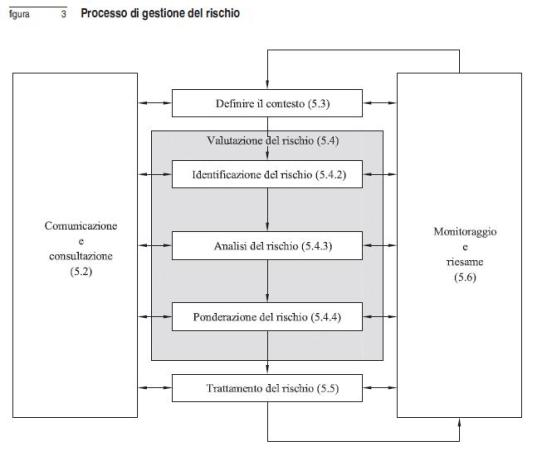 figura 3 Processo di gestione del rischio
Definire il contesto (5.3)
Valutazione del rischio (5.4)
Identificazione del rischio (5.4.2)
Comunicazione
e
consultazione
(5.2)
Analisi del rischio (5.4.3)
Monitoraggio
e
riesame
(5.6)
Ponderazione del rischio (5.4.4)
Trattamento del rischio (5.5)